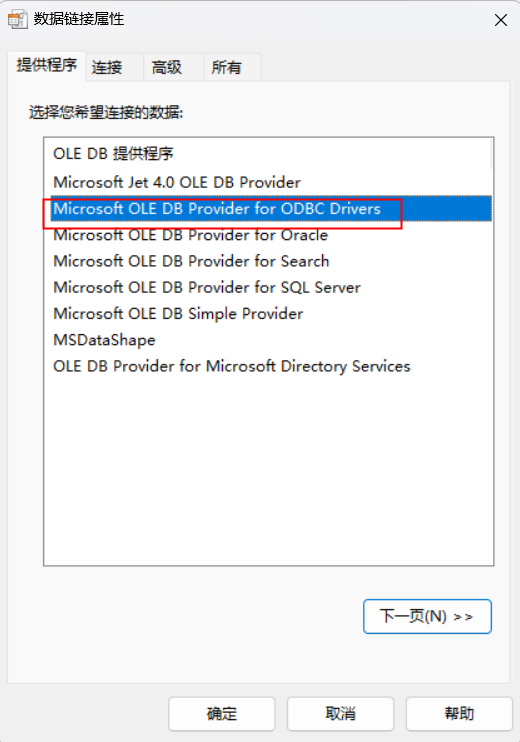 数据链接属性
提供程序 连接 高级 所有
选择您希望连接的数据:
OLE DB 提供程序
Microsoft Jet 4.0 OLE DB Provider
Microsoft OLE DB Provider for ODBC Drivers
Microsoft OLE DB Provider for Oracle
Microsoft OLE DB Provider for Search
Microsoft OLE DB Provider for SQL Server
Microsoft OLE DB Simple Provider
MSDataShape
OLE DB Provider for Microsoft Directory Services
下一页(N) >>
确定 取消 帮助